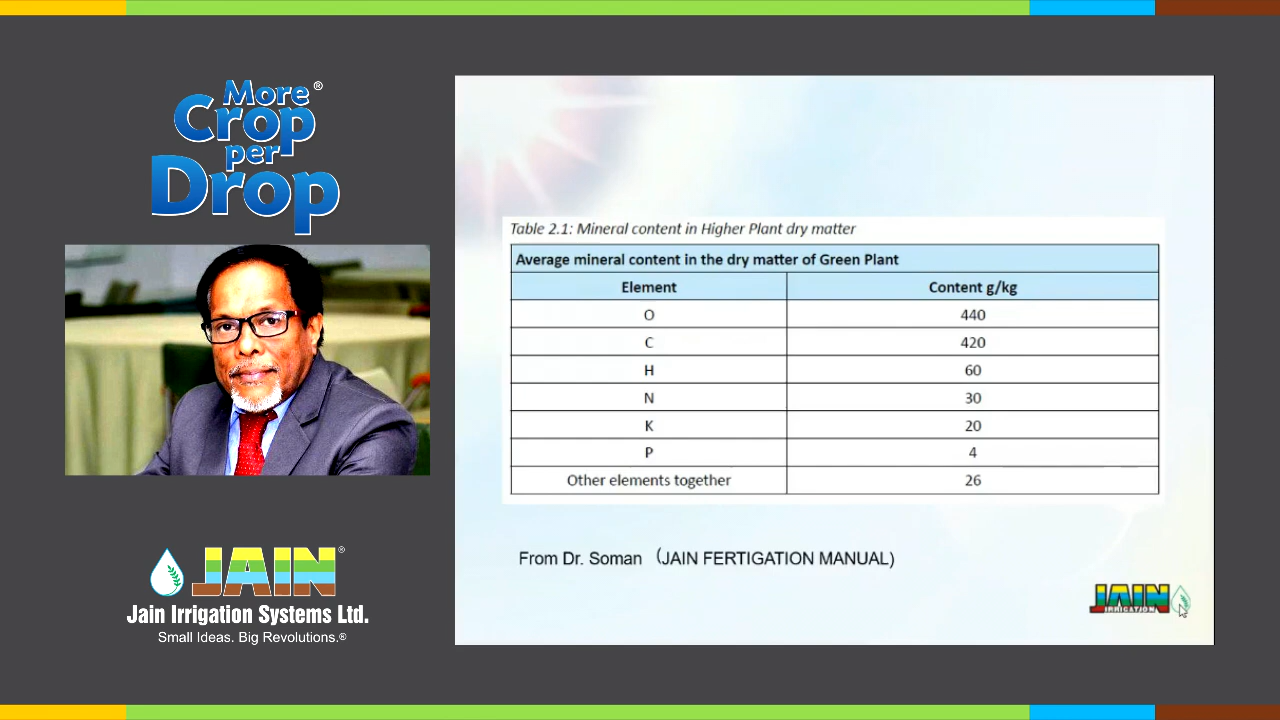 More®
Crop
per
Drop
JAIN®
Jain Irrigation Systems Ltd.
Small Ideas. Big Revolutions.®
Table 2.1: Mineral content in Higher Plant dry matter
Average mineral content in the dry matter of Green Plant
Element Content g/kg
O 440
C 420
H 60
N 30
K 20
P 4
Other elements together 26
From Dr. Soman (JAIN FERTIGATION MANUAL)
JAIN
IRRIGATION